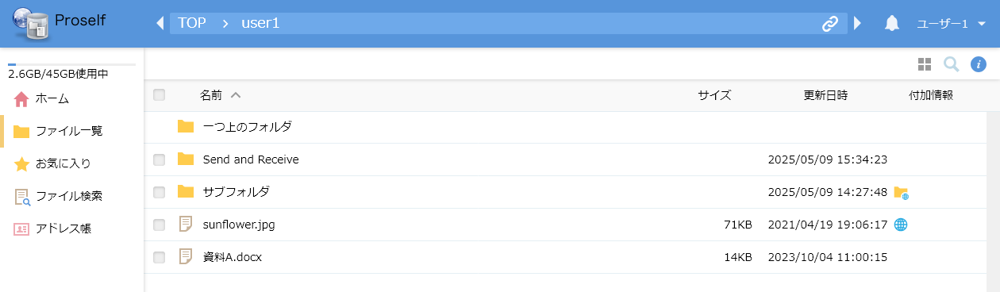 Proself
TOP > user1
ユーザー1
2.6GB/45GB使用中
ホーム
ファイル一覧
お気に入り
ファイル検索
アドレス帳
名前 サイズ 更新日時 付加情報
一つ上のフォルダ
Send and Receive 2025/05/09 15:34:23
サブフォルダ 2025/05/09 14:27:48
sunflower.jpg 71KB 2021/04/19 19:06:17
資料A.docx 14KB 2023/10/04 11:00:15